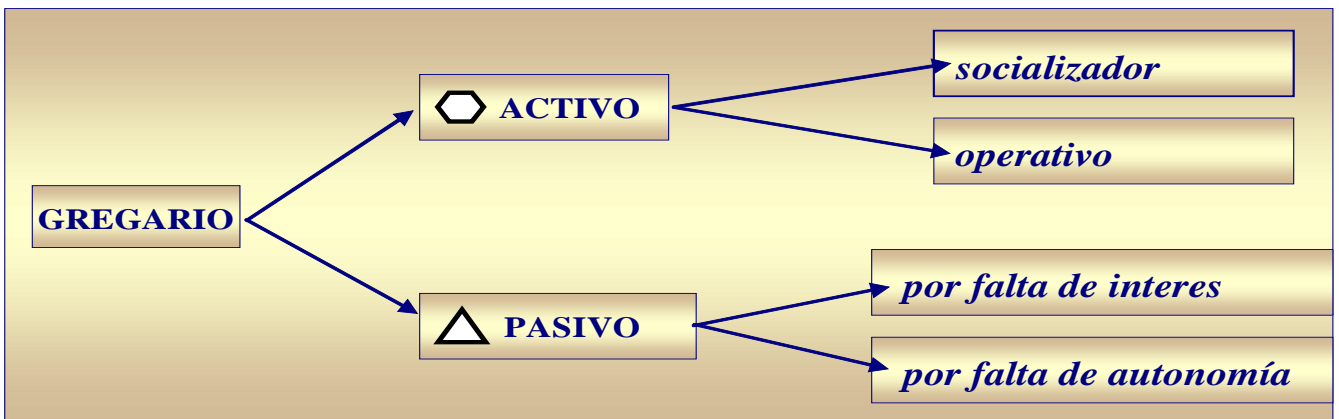 socializador
ACTIVO
operativo
GREGARIO
por falta de interes
PASIVO
por falta de autonomía